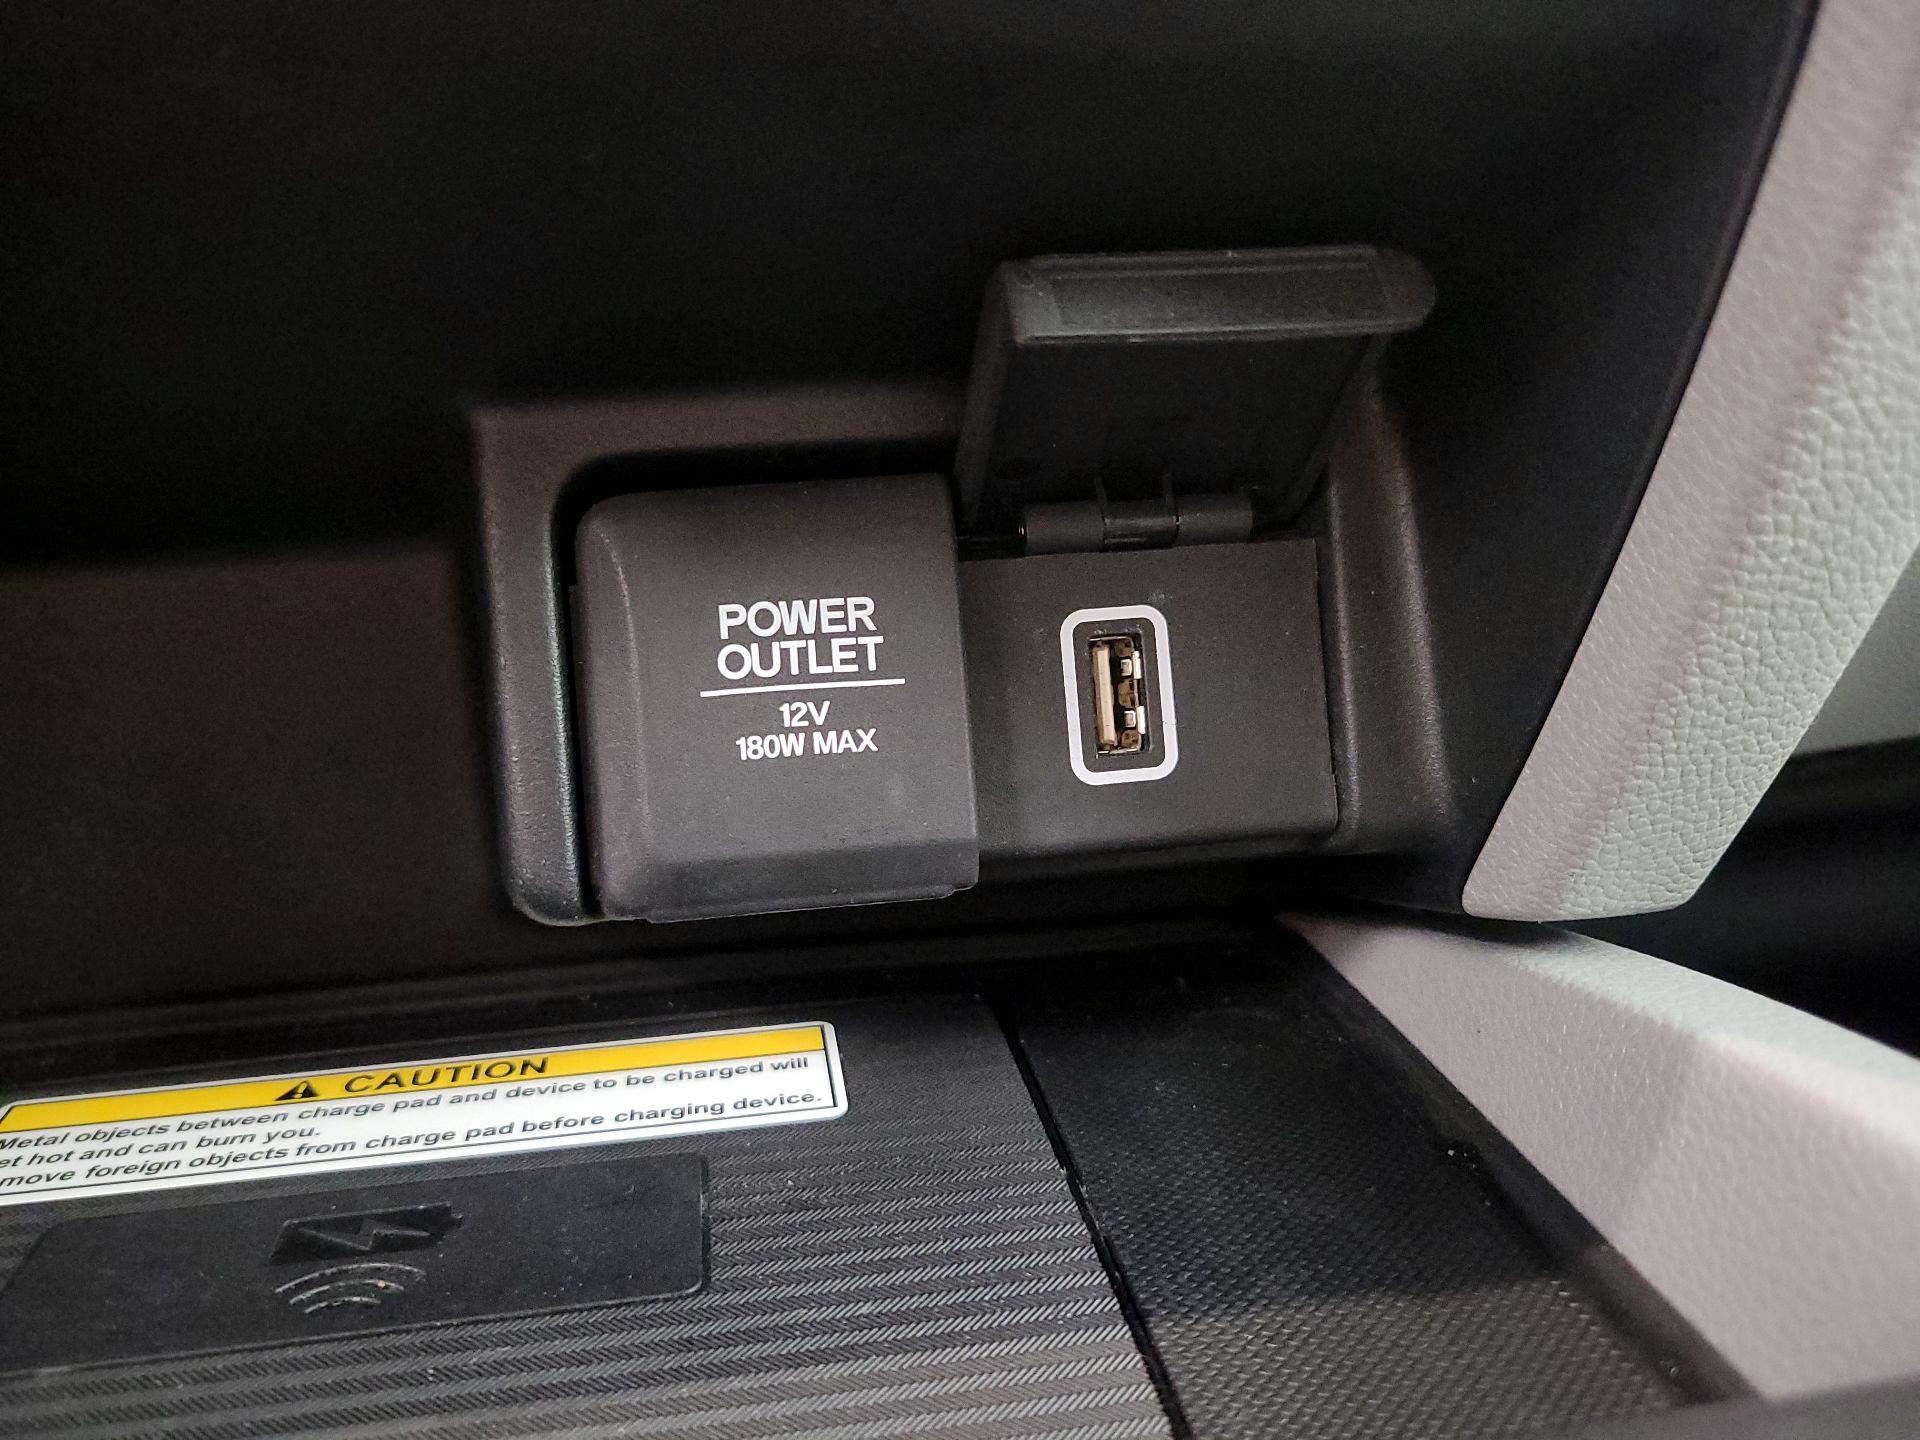 POWER
OUTLET
12V
180W MAX
CAUTION
Metal objects between charge pad and device to be charged will
et hot and can burn you.
move foreign objects from charge pad before charging device.